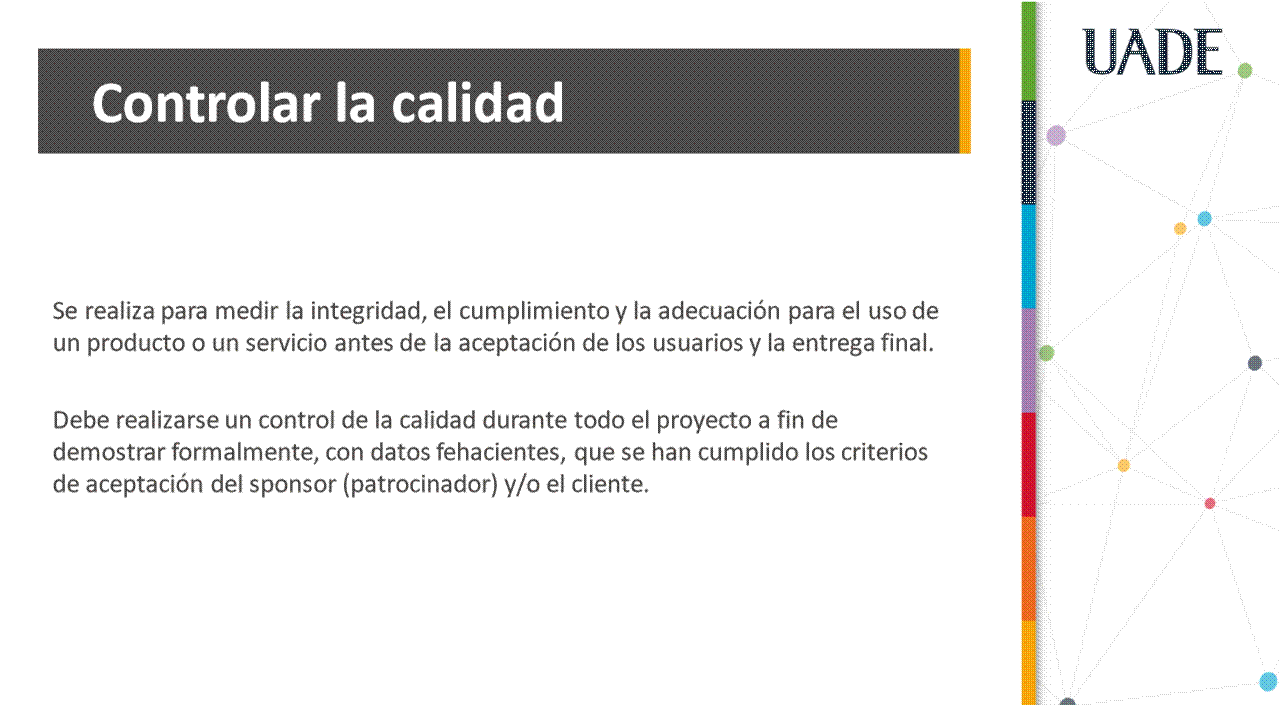 Controlar la calidad
UADE
Se realiza para medir la integridad, el cumplimiento y la adecuación para el uso de
un producto o un servicio antes de la aceptación de los usuarios y la entrega final.
Debe realizarse un control de la calidad durante todo el proyecto a fin de
demostrar formalmente, con datos fehacientes, que se han cumplido los criterios
de aceptación del sponsor (patrocinador) y/o el cliente.